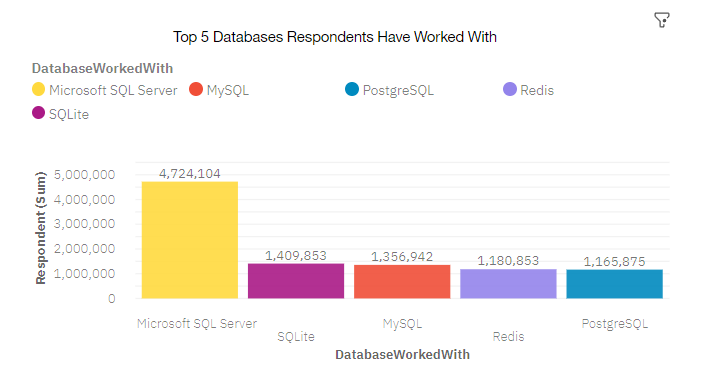 Top 5 Databases Respondents Have Worked With
DatabaseWorkedWith
Microsoft SQL Server MySQL PostgreSQL Redis
SQLite
Respondent (Sum)
5,000,000
4,000,000
3,000,000
2,000,000
1,000,000
0
4,724,104
1,409,853
1,356,942
1,180,853
1,165,875
Microsoft SQL Server
SQLite
MySQL
Redis
PostgreSQL
DatabaseWorkedWith